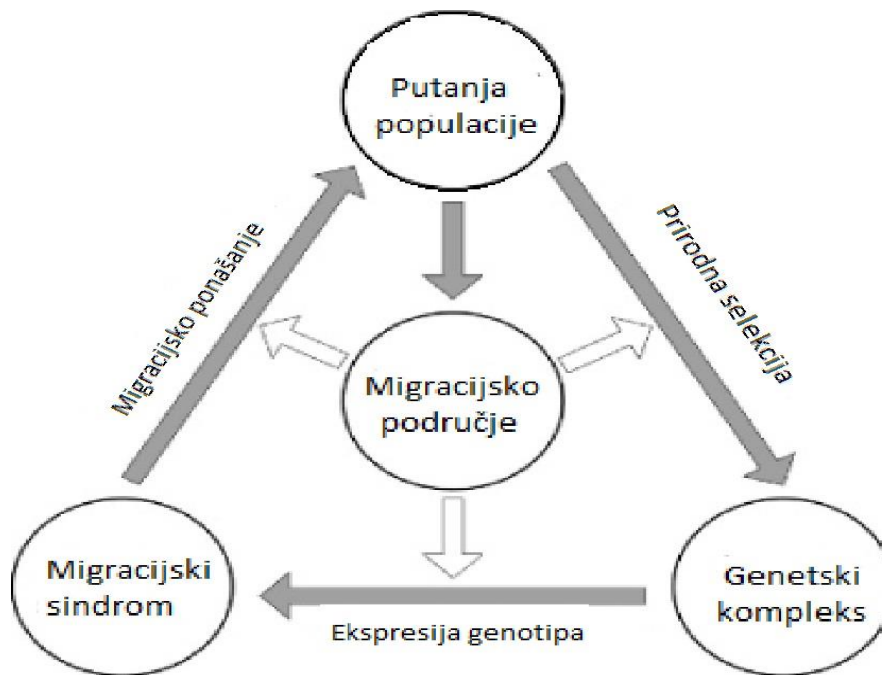 Putanja
populacije
Migracijsko ponašanje
Prirodna selekcija
Migracijsko
područje
Migracijski
sindrom
Genetski
kompleks
Ekspresija genotipa